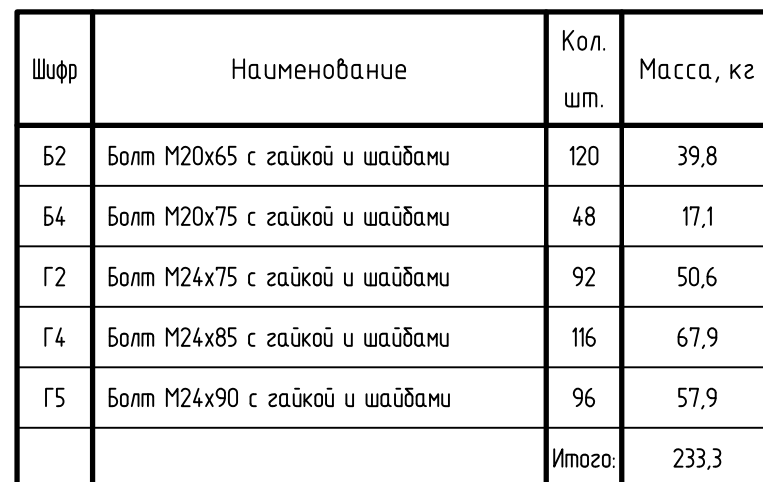 Шифр Наименование Кол. шт. Масса, кг
Б2 Болт М20х65 с гайкой и шайбами 120 39,8
Б4 Болт М20х75 с гайкой и шайбами 48 17,1
Г2 Болт М24х75 с гайкой и шайбами 92 50,6
Г4 Болт М24х85 с гайкой и шайбами 116 67,9
Г5 Болт М24х90 с гайкой и шайбами 96 57,9
Итого: 233,3